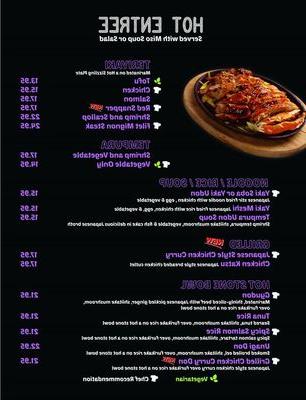 HOT ENTREE
Served with Miso Soup or Salad
TERIYAKI
Marinated on a Hot Sizzling Plate
Tofu 13.95
Chicken 15.95
Salmon 17.95
Red Snapper NEW 17.95
Shrimp and Scallop 22.95
Filet Mignon Steak 24.95
TEMPURA
Shrimp and Vegetable 15.95
Vegetable Only 14.95
NOODLE / RICE / SOUP
Yaki Soba or Yaki Udon 15.95
Japanese stir fried noodle with chicken, egg & vegetable
Yaki Meshi 15.95
Japanese fried rice with chicken, egg & vegetable
Tempura Udon Soup 15.95
Shrimp tempura, mushroom, vegetable & fish cake in delicious Japanese broth
GRILLED NEW
Japanese Style Chicken Curry 17.95
Chicken Katsu 17.95
Japanese style breaded chicken cutlet
HOT STONE BOWL
Gyudon 21.95
Marinated, thinly-slice beef with Japanese pickled ginger, shiitake mushroom, over furikake rice on a hot stone bowl
Tuna Rice 21.95
Seared tuna, shiitake mushroom, over furikake rice on a hot stone bowl
Spicy Salmon Rice 21.95
Spicy salmon tartare, shiitake mushroom, over furikake rice on a hot stone bowl
Unagi Don 22.95
Smoked broiled eel, shiitake mushroom, over furikake rice on a hot stone bowl
Grilled Chicken Curry Don NEW 21.95
Japanese style chicken curry over furikake rice on a hot stone bowl
Vegetarian Chef Recommendation